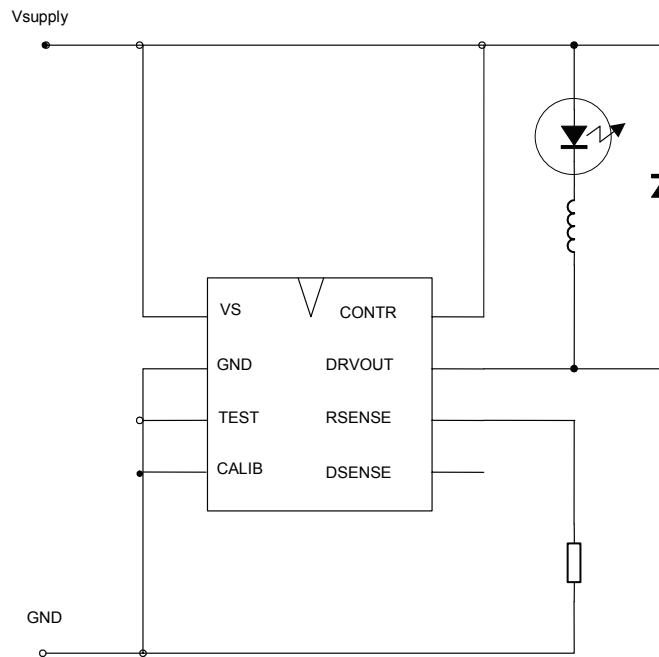 Vsupply
VS
CONTR
GND
DRVOUT
TEST
RSENSE
CALIB
DSENSE
GND